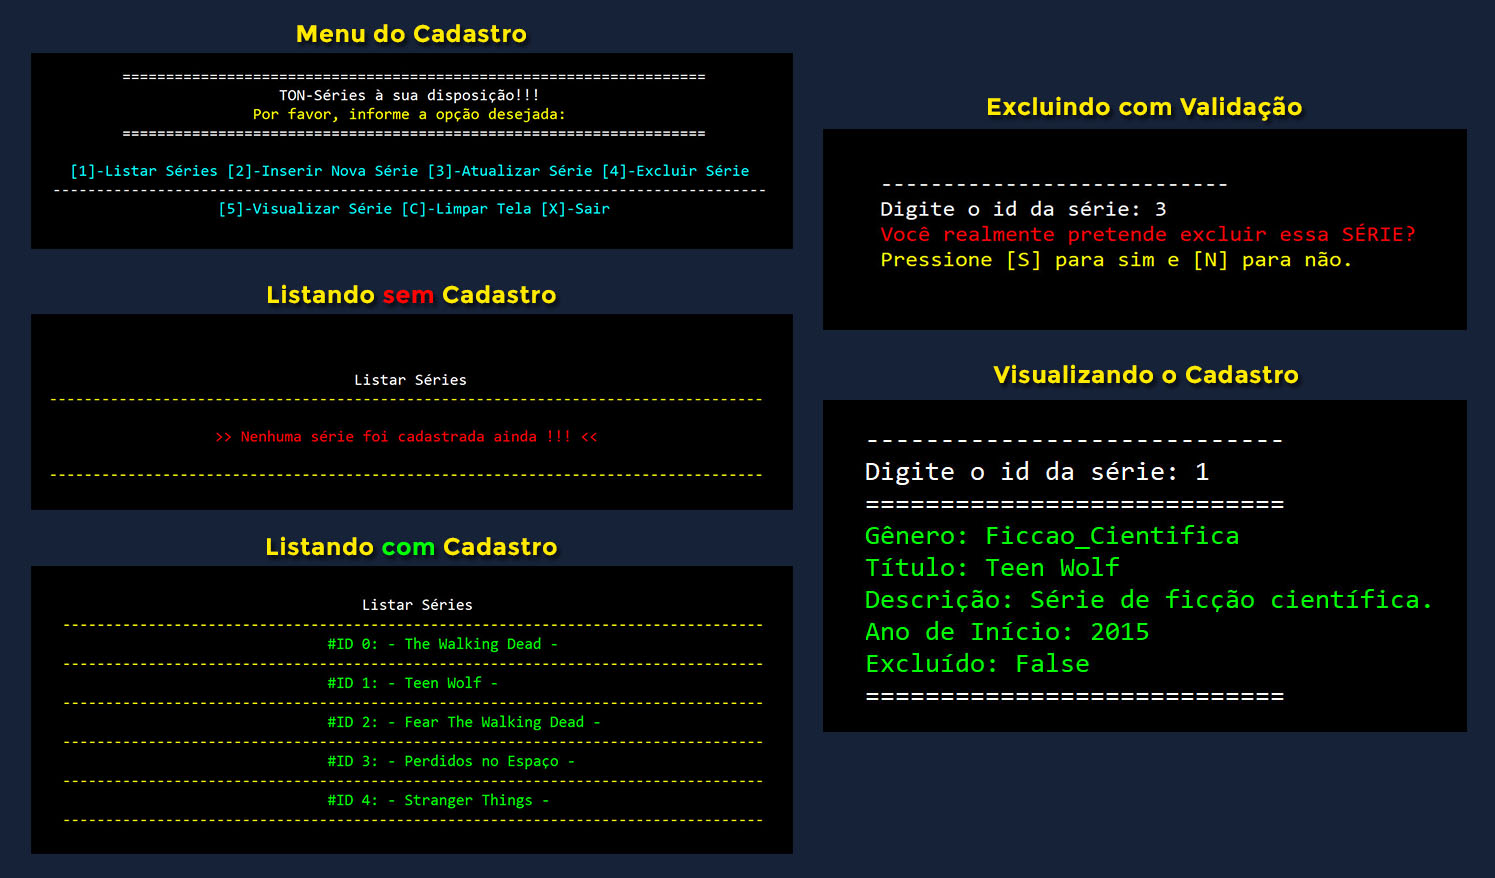 Menu do Cadastro
===================================================================
TON-Séries à sua disposição!!!
Por favor, informe a opção desejada:
===================================================================
[1]-Listar Séries [2]-Inserir Nova Série [3]-Atualizar Série [4]-Excluir Série
----------------------------------------------------------------------------------
[5]-Visualizar Série [C]-Limpar Tela [X]-Sair
Listando sem Cadastro
Listar Séries
----------------------------------------------------------------------------------
>> Nenhuma série foi cadastrada ainda !!! <<
----------------------------------------------------------------------------------
Listando com Cadastro
Listar Séries
----------------------------------------------------------------------------------
#ID 0: - The Walking Dead -
----------------------------------------------------------------------------------
#ID 1: - Teen Wolf -
----------------------------------------------------------------------------------
#ID 2: - Fear The Walking Dead -
----------------------------------------------------------------------------------
#ID 3: - Perdidos no Espaço -
----------------------------------------------------------------------------------
#ID 4: - Stranger Things -
----------------------------------------------------------------------------------
Excluindo com Validação
----------------------------
Digite o id da série: 3
Você realmente pretende excluir essa SÉRIE?
Pressione [S] para sim e [N] para não.
Visualizando o Cadastro
----------------------------
Digite o id da série: 1
============================
Gênero: Ficcao_Cientifica
Título: Teen Wolf
Descrição: Série de ficção científica.
Ano de Início: 2015
Excluído: False
============================